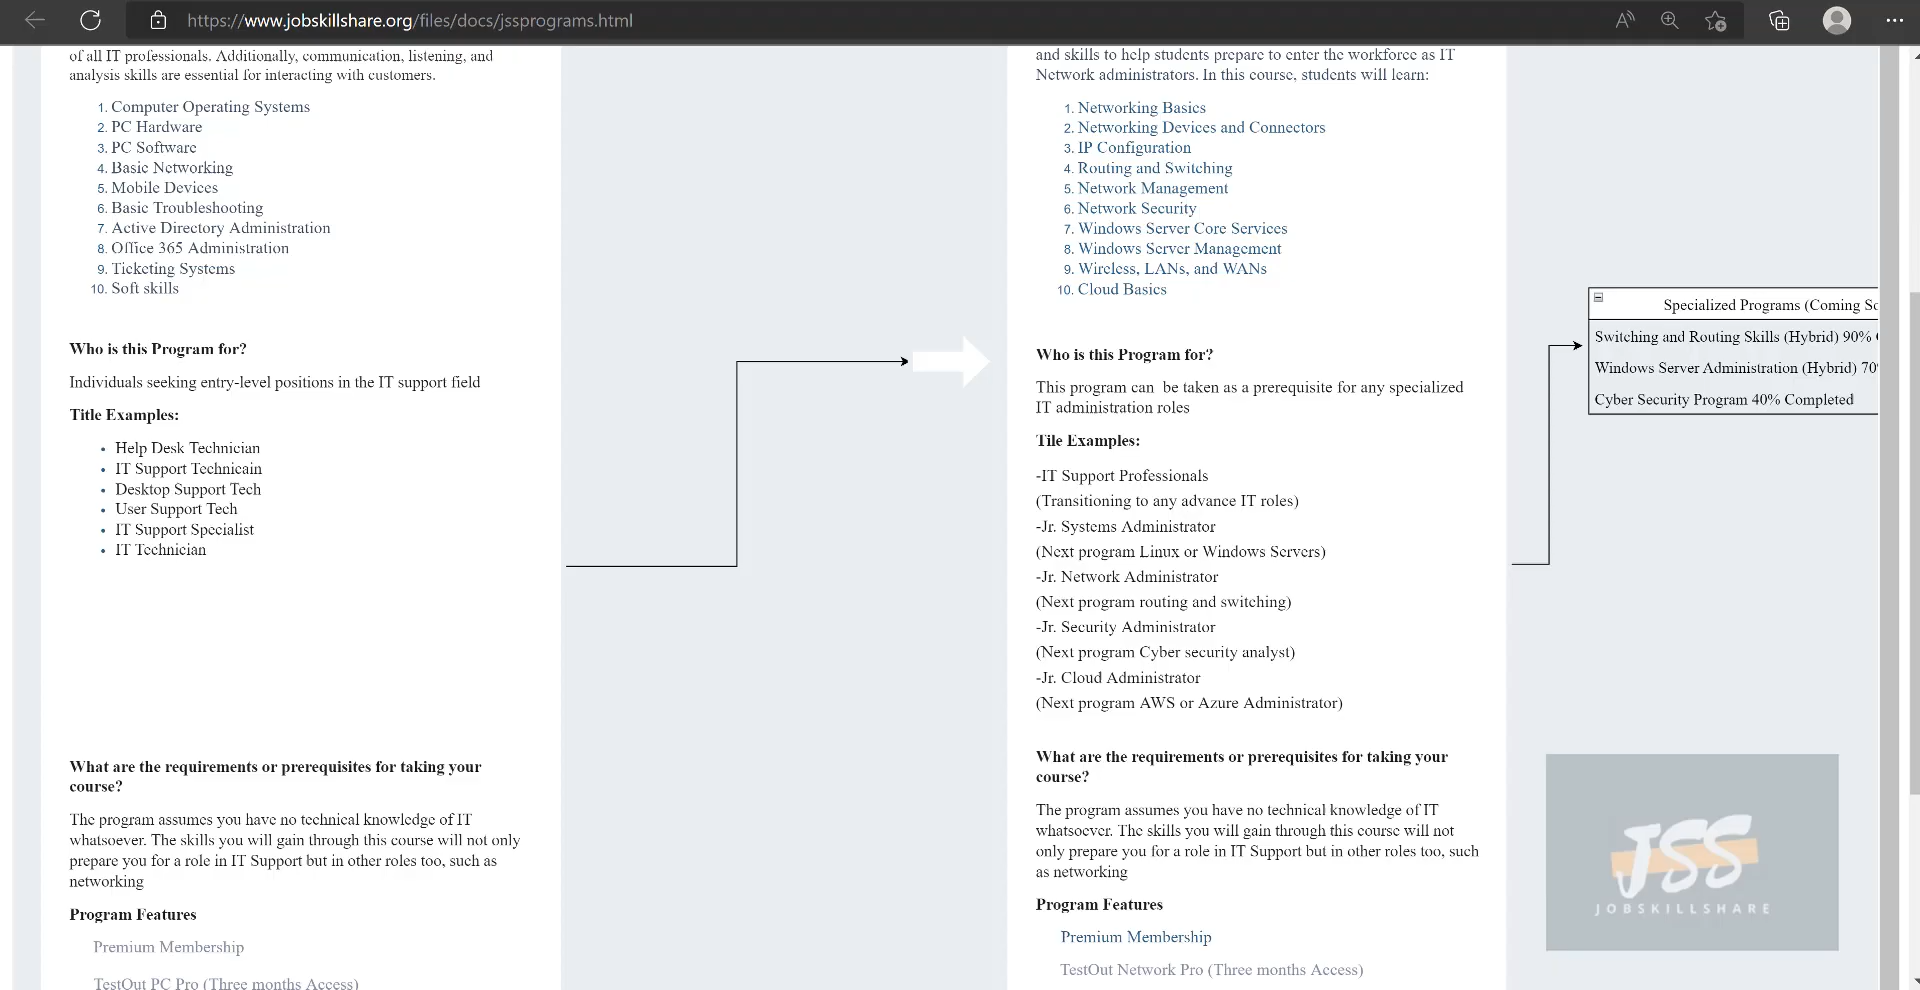 https://www.jobskillshare.org/files/docs/jssprograms.html
of all IT professionals. Additionally, communication, listening, and
analysis skills are essential for interacting with customers.
1. Computer Operating Systems
2. PC Hardware
3. PC Software
4. Basic Networking
5. Mobile Devices
6. Basic Troubleshooting
7. Active Directory Administration
8. Office 365 Administration
9. Ticketing Systems
10. Soft skills
Who is this Program for?
Individuals seeking entry-level positions in the IT support field
Title Examples:
• Help Desk Technician
• IT Support Technicain
• Desktop Support Tech
• User Support Tech
• IT Support Specialist
• IT Technician
What are the requirements or prerequisites for taking your
course?
The program assumes you have no technical knowledge of IT
whatsoever. The skills you will gain through this course will not only
prepare you for a role in IT Support but in other roles too, such as
networking
Program Features
Premium Membership
TestOut PC Pro (Three months Access)
and skills to help students prepare to enter the workforce as IT
Network administrators. In this course, students will learn:
1. Networking Basics
2. Networking Devices and Connectors
3. IP Configuration
4. Routing and Switching
5. Network Management
6. Network Security
7. Windows Server Core Services
8. Windows Server Management
9. Wireless, LANs, and WANs
10. Cloud Basics
Who is this Program for?
This program can be taken as a prerequisite for any specialized
IT administration roles
Tile Examples:
-IT Support Professionals
(Transitioning to any advance IT roles)
-Jr. Systems Administrator
(Next program Linux or Windows Servers)
-Jr. Network Administrator
(Next program routing and switching)
-Jr. Security Administrator
(Next program Cyber security analyst)
-Jr. Cloud Administrator
(Next program AWS or Azure Administrator)
What are the requirements or prerequisites for taking your
course?
The program assumes you have no technical knowledge of IT
whatsoever. The skills you will gain through this course will not
only prepare you for a role in IT Support but in other roles too, such
as networking
Program Features
Premium Membership
TestOut Network Pro (Three months Access)
Specialized Programs (Coming
Switching and Routing Skills (Hybrid) 90%
Windows Server Administration (Hybrid) 70
Cyber Security Program 40% Completed
JSS
JOBSKILLSHARE